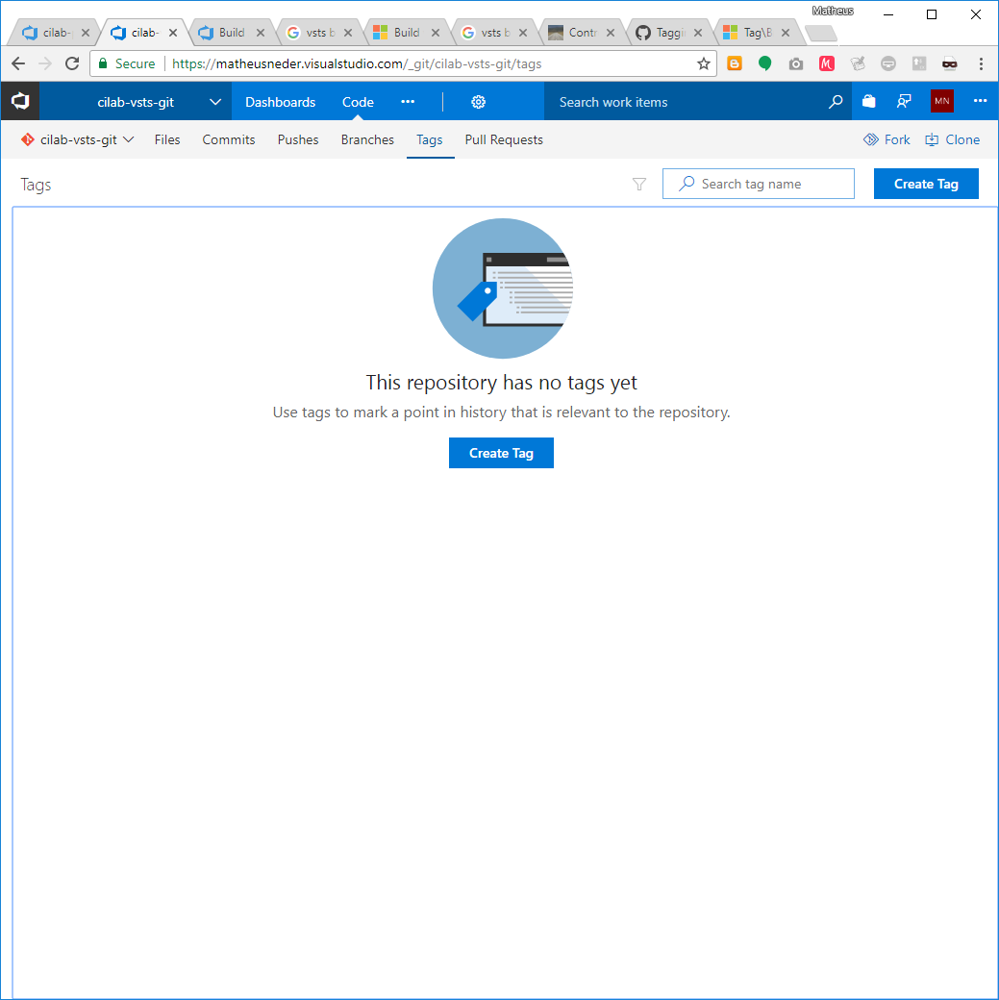 Matheus
cilab- cilab- Build vsts b Build vsts b Contr Taggi Tag\B
Secure https://matheusneder.visualstudio.com/_git/cilab-vsts-git/tags
cilab-vsts-git Dashboards Code Search work items MN
cilab-vsts-git Files Commits Pushes Branches Tags Pull Requests Fork Clone
Tags Search tag name Create Tag
This repository has no tags yet
Use tags to mark a point in history that is relevant to the repository.
Create Tag